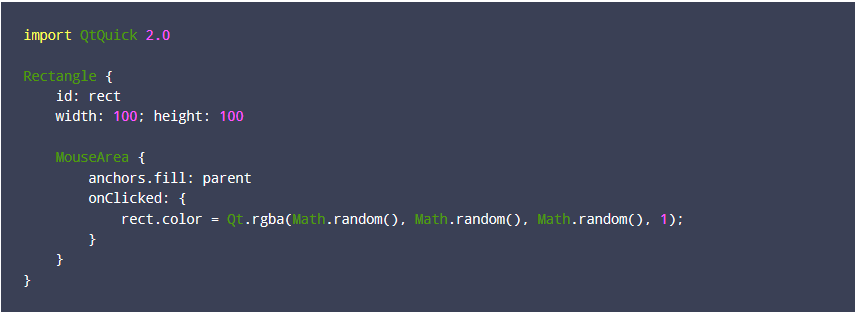 import QtQuick 2.0

Rectangle {
    id: rect
    width: 100; height: 100

    MouseArea {
        anchors.fill: parent
        onClicked: {
            rect.color = Qt.rgba(Math.random(), Math.random(), Math.random(), 1);
        }
    }
}